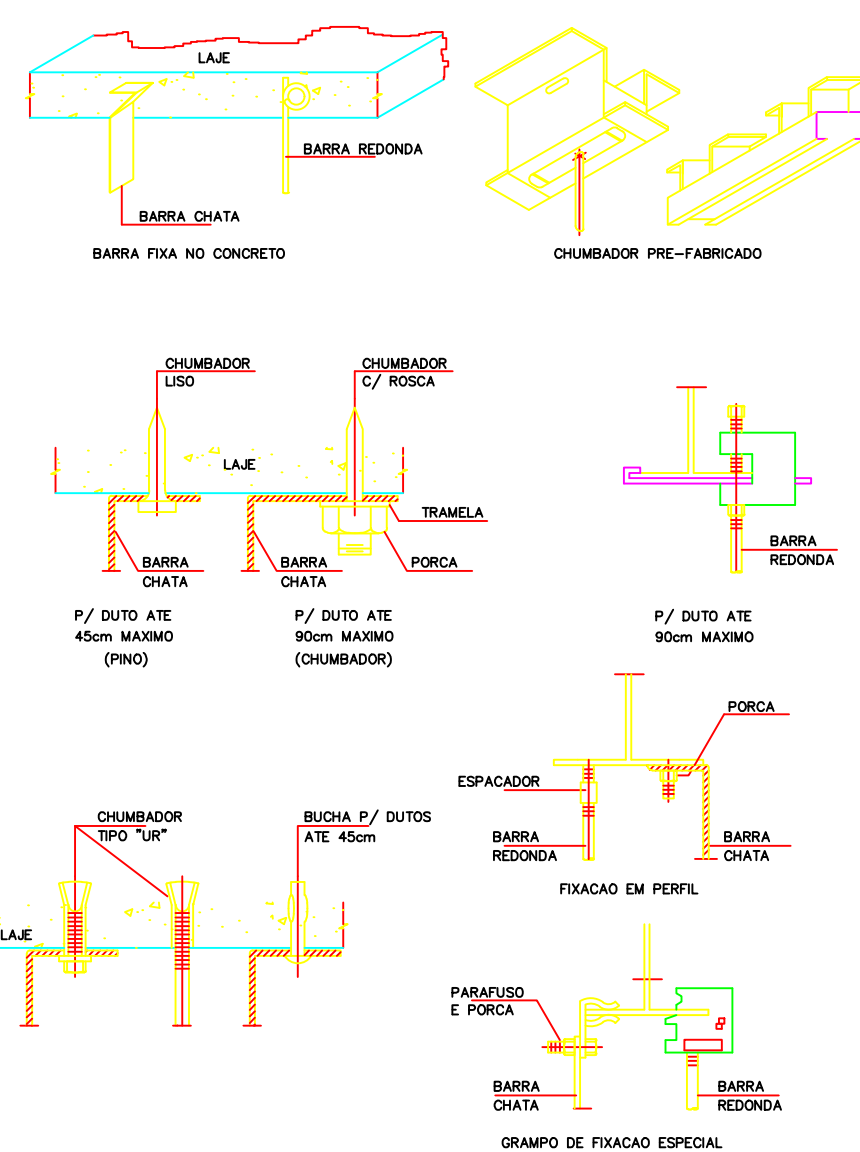 LAJE
BARRA REDONDA
BARRA CHATA
BARRA FIXA NO CONCRETO
CHUMBADOR PRE-FABRICADO
CHUMBADOR
LISO
CHUMBADOR
C/ ROSCA
LAJE
TRAMELA
BARRA
CHATA
BARRA
CHATA
PORCA
BARRA
REDONDA
P/ DUTO ATE
45cm MAXIMO
(PINO)
P/ DUTO ATE
90cm MAXIMO
(CHUMBADOR)
P/ DUTO ATE
90cm MAXIMO
PORCA
ESPACADOR
BARRA
REDONDA
BARRA
CHATA
FIXACAO EM PERFIL
CHUMBADOR
TIPO "UR"
BUCHA P/ DUTOS
ATE 45cm
LAJE
PARAFUSO
E PORCA
BARRA
CHATA
BARRA
REDONDA
GRAMPO DE FIXACAO ESPECIAL